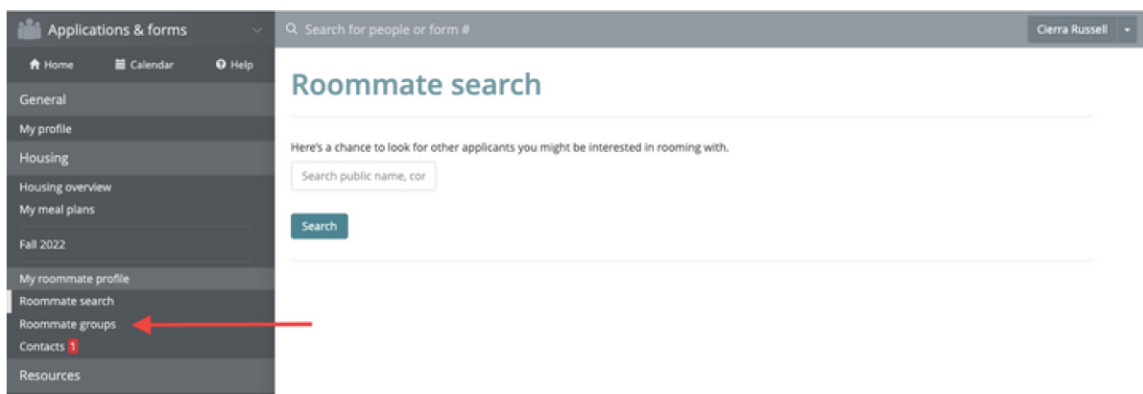 Applications & forms
Search for people or form #
Cierra Russell
Home Calendar Help
General
My profile
Housing
Housing overview
My meal plans
Fall 2022
My roommate profile
Roommate search
Roommate groups
Contacts 1
Resources
Roommate search
Here's a chance to look for other applicants you might be interested in rooming with.
Search public name, cor
Search